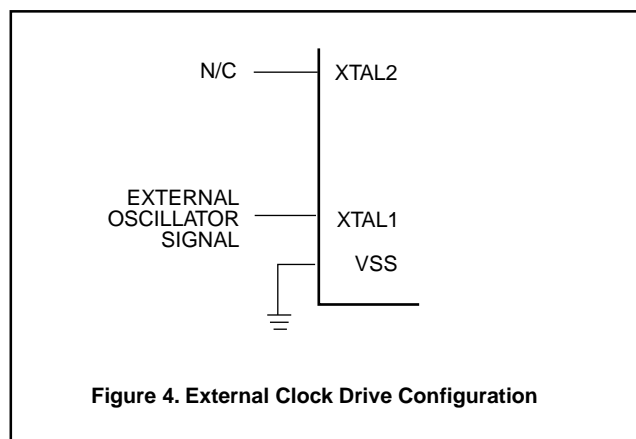 N/C
XTAL2
EXTERNAL
OSCILLATOR
SIGNAL
XTAL1
VSS
Figure 4. External Clock Drive Configuration